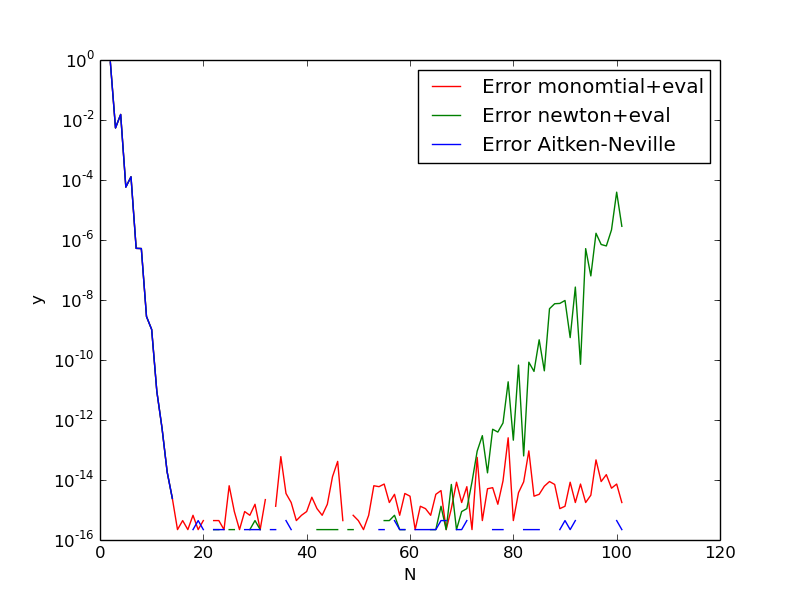 10^0
10^-2
10^-4
10^-6
10^-8
10^-10
10^-12
10^-14
10^-16
y
Error monomtial+eval
Error newton+eval
Error Aitken-Neville
0 20 40 60 80 100 120
N